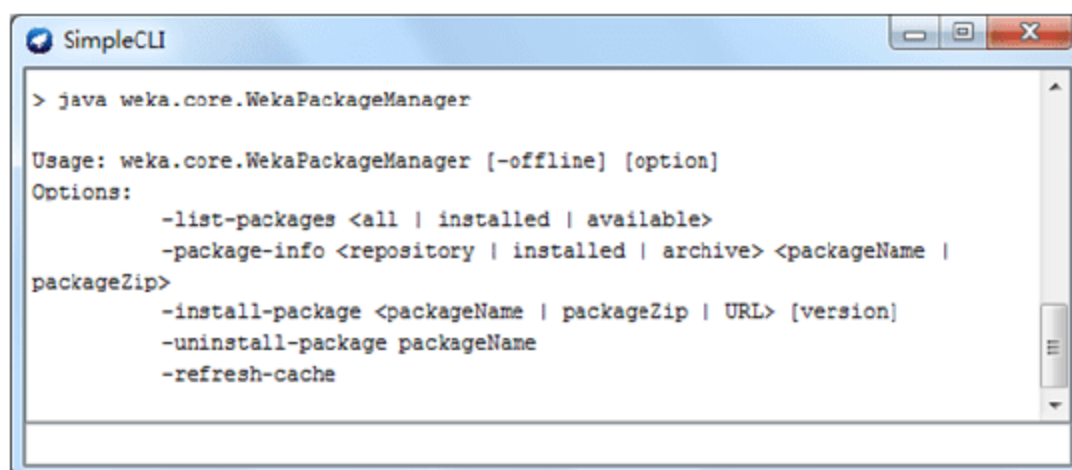 SimpleCLI
> java weka.core.WekaPackageManager
Usage: weka.core.WekaPackageManager [-offline] [option]
Options:
-list-packages <all | installed | available>
-package-info <repository | installed | archive> <packageName |
packageZip>
-install-package <packageName | packageZip | URL> [version]
-uninstall-package packageName
-refresh-cache